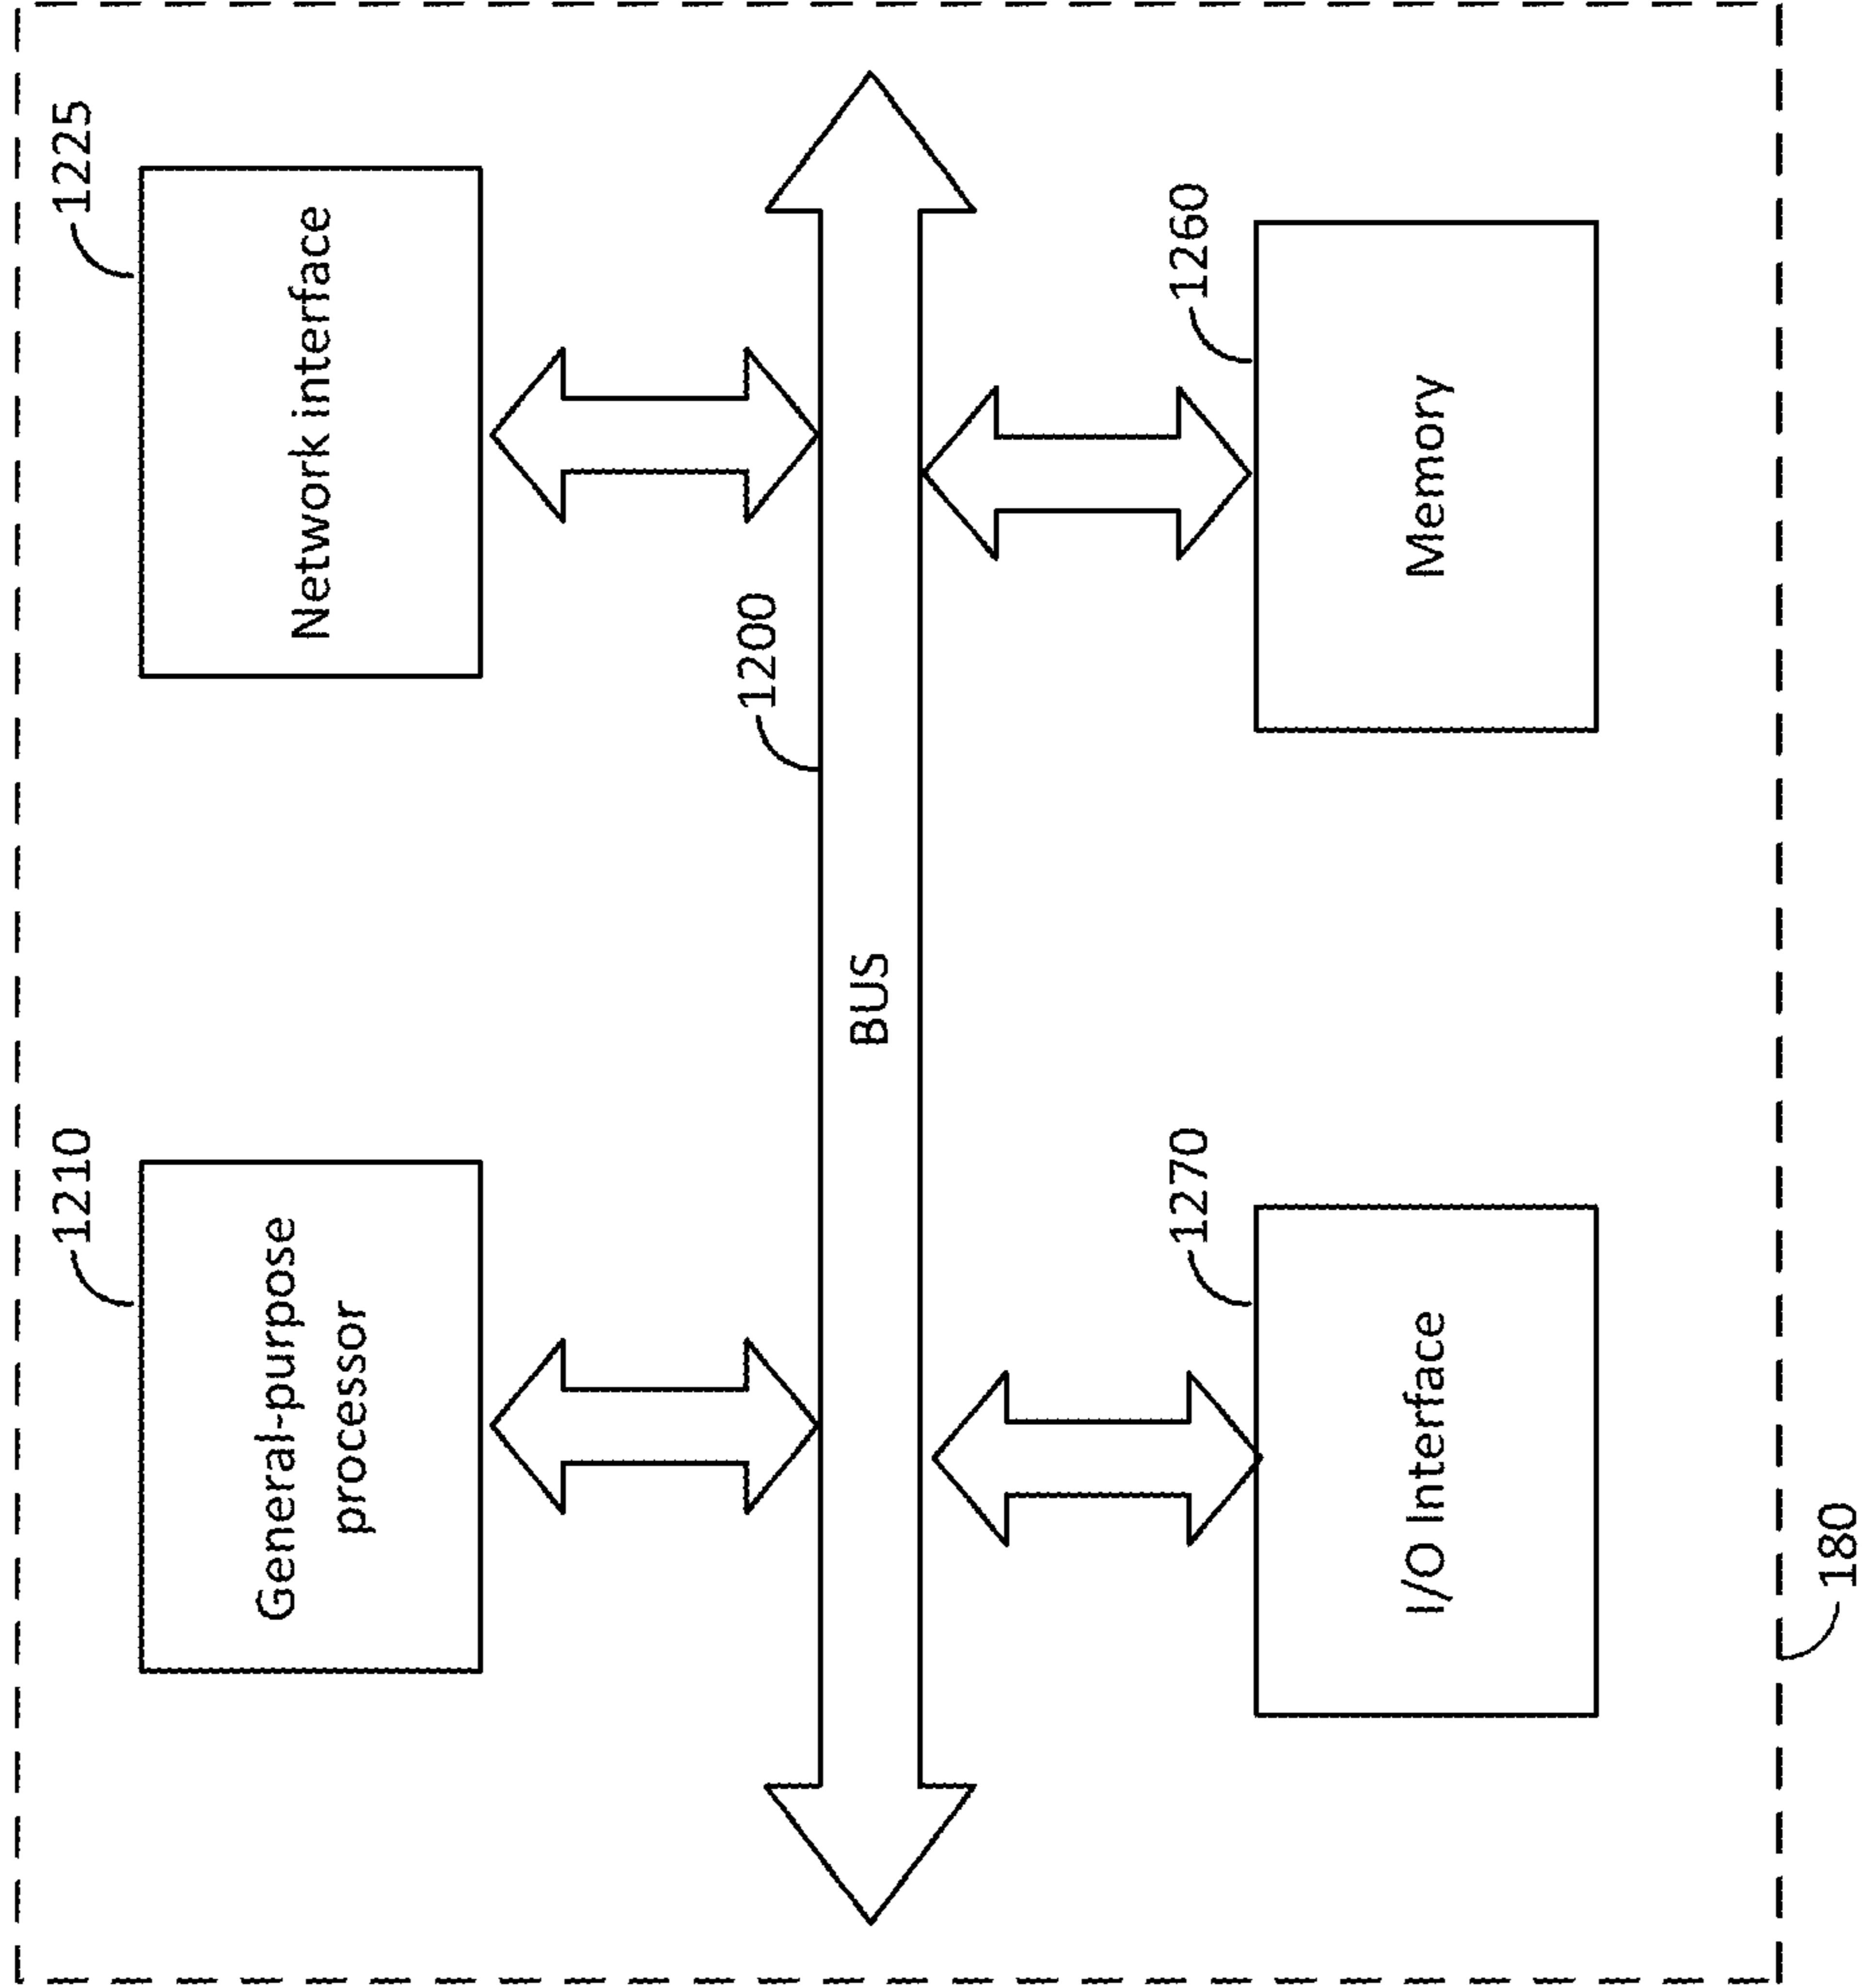 1210
General-purpose
processor
1225
Network interface
BUS
1200
1270
I/O Interface
1260
Memory
180